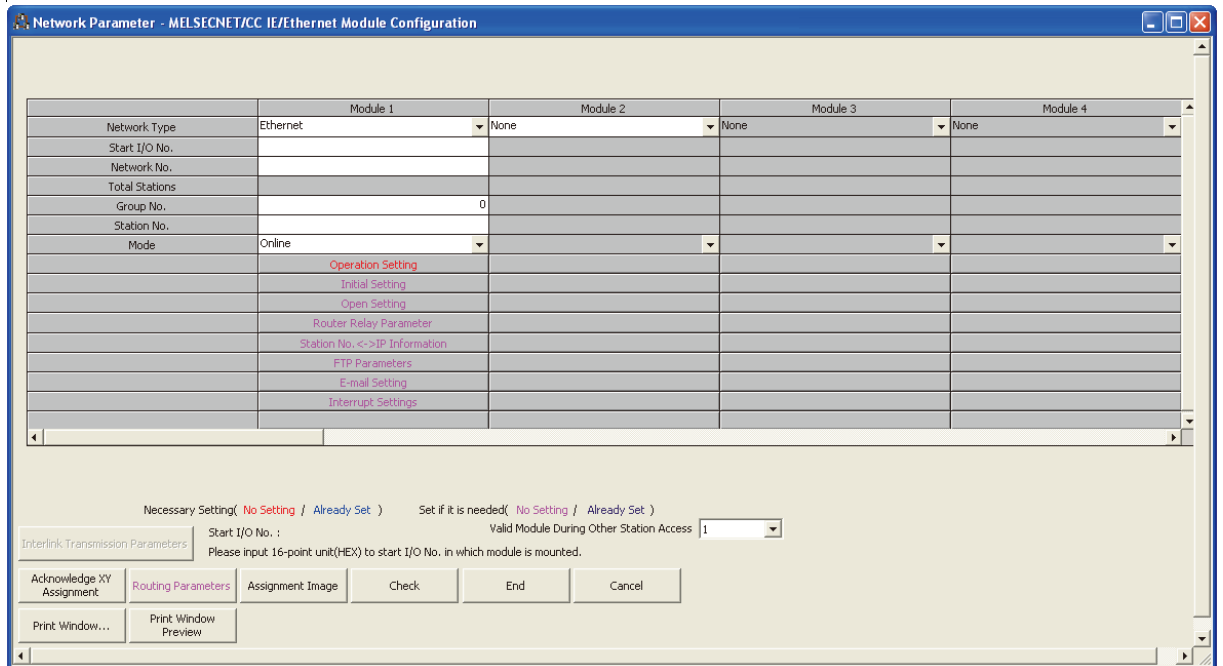 Network Parameter - MELSECNET/CC IE/Ethernet Module Configuration
Module 1 Module 2 Module 3 Module 4
Network Type Ethernet None None None
Start I/O No.
Network No.
Total Stations
Group No. 0
Station No.
Mode Online
Operation Setting
Initial Setting
Open Setting
Router Relay Parameter
Station No.<->IP Information
FTP Parameters
E-mail Setting
Interrupt Settings
Necessary Setting( No Setting / Already Set ) Set if it is needed( No Setting / Already Set )
Interlink Transmission Parameters
Start I/O No. : Valid Module During Other Station Access 1
Please input 16-point unit(HEX) to start I/O No. in which module is mounted.
Acknowledge XY
Assignment
Routing Parameters Assignment Image Check End Cancel
Print Window... Print Window
Preview